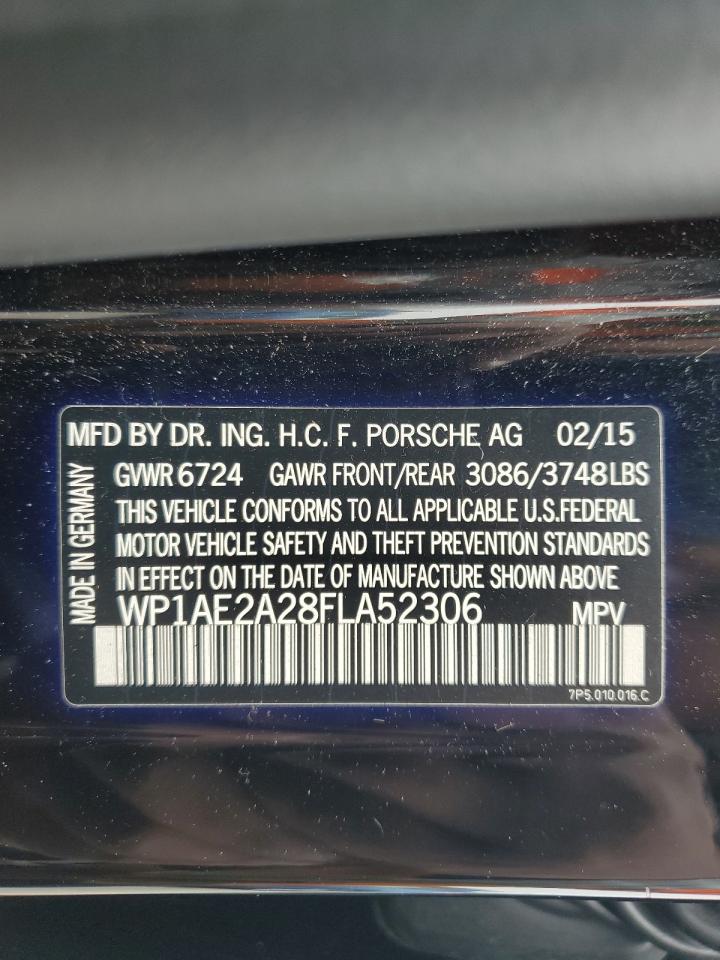 MFD BY DR. ING. H.C. F. PORSCHE AG 02/15
GVWR 6724 GAWR FRONT/REAR 3086/3748LBS
THIS VEHICLE CONFORMS TO ALL APPLICABLE U.S.FEDERAL
MOTOR VEHICLE SAFETY AND THEFT PREVENTION STANDARDS
IN EFFECT ON THE DATE OF MANUFACTURE SHOWN ABOVE
WP1AE2A28FLA52306 MPV
7P5.010.016.C
MADE IN GERMANY